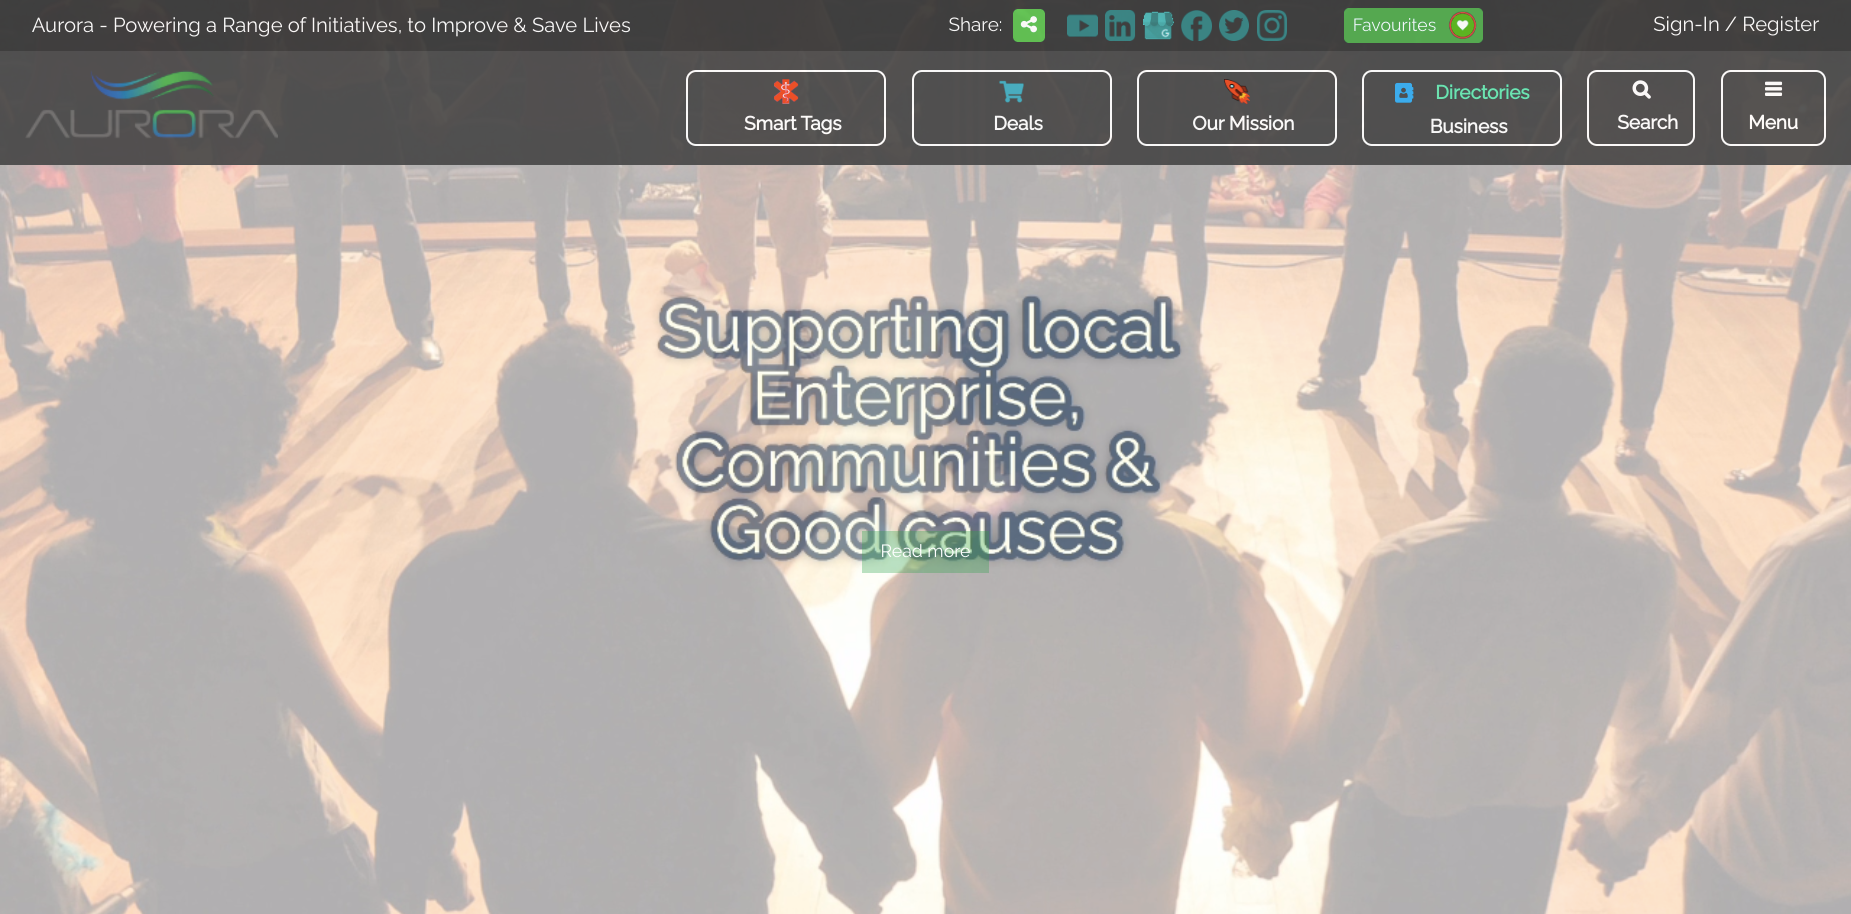 Aurora - Powering a Range of Initiatives, to Improve & Save Lives
Share:
Favourites
Sign-In / Register
AURORA
Smart Tags
Deals
Our Mission
Directories
Business
Search
Menu
Supporting local
Enterprise,
Communities &
Good causes
Read more